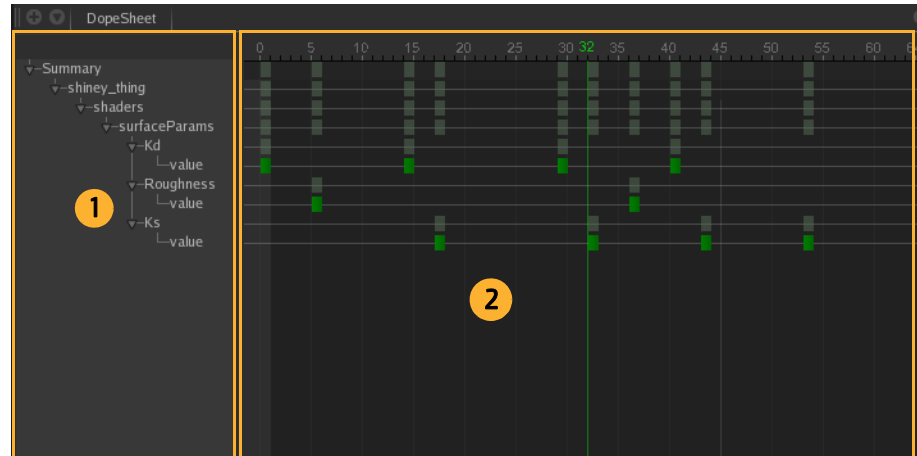 DopeSheet
0 5 10 15 20 25 30 32 35 40 45 50 55 60
Summary
shiney_thing
shaders
surfaceParams
Kd
value
Roughness
1
value
Ks
value
2